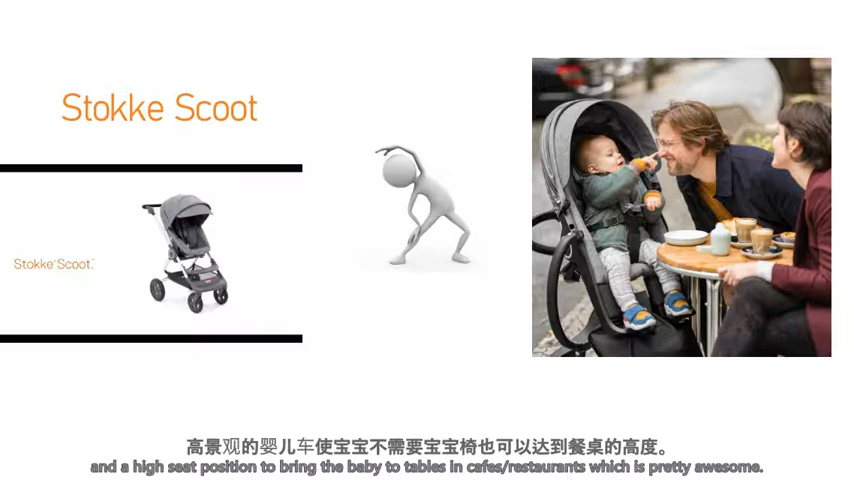 Stokke Scoot
Stokke® Scoot™
高景观的婴儿车使宝宝不需要宝宝椅也可以达到餐桌的高度。
and a high seat position to bring the baby to tables in cafes/restaurants which is pretty awesome.